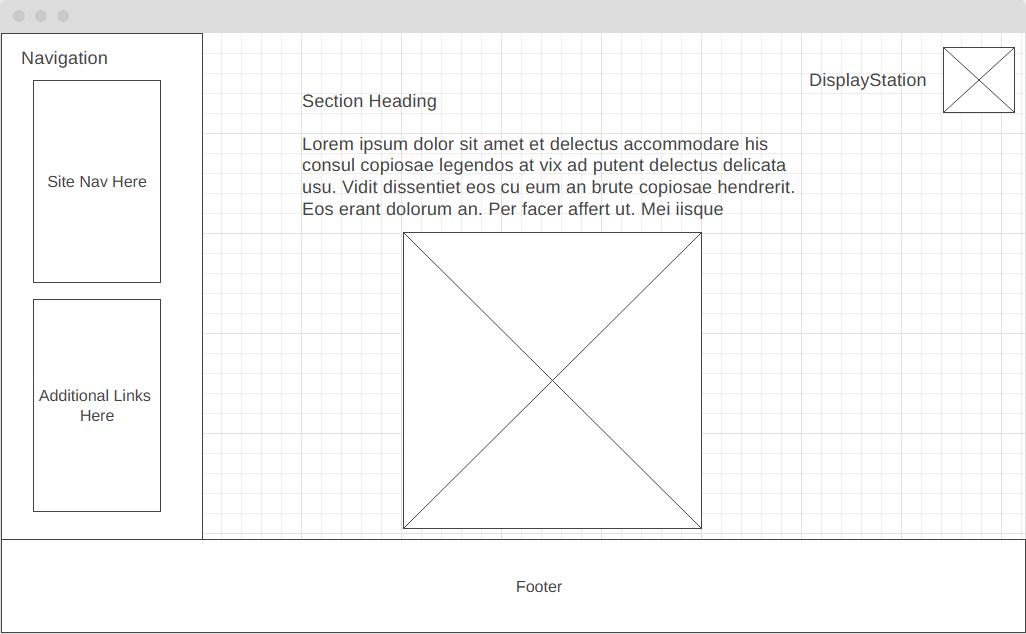 Navigation
Site Nav Here
Additional Links
Here
DisplayStation
Section Heading
Lorem ipsum dolor sit amet et delectus accommodare his
consul copiosae legendos at vix ad putent delectus delicata
usu. Vidit dissentiet eos cu eum an brute copiosae hendrerit.
Eos erant dolorum an. Per facer affert ut. Mei iisque
Footer